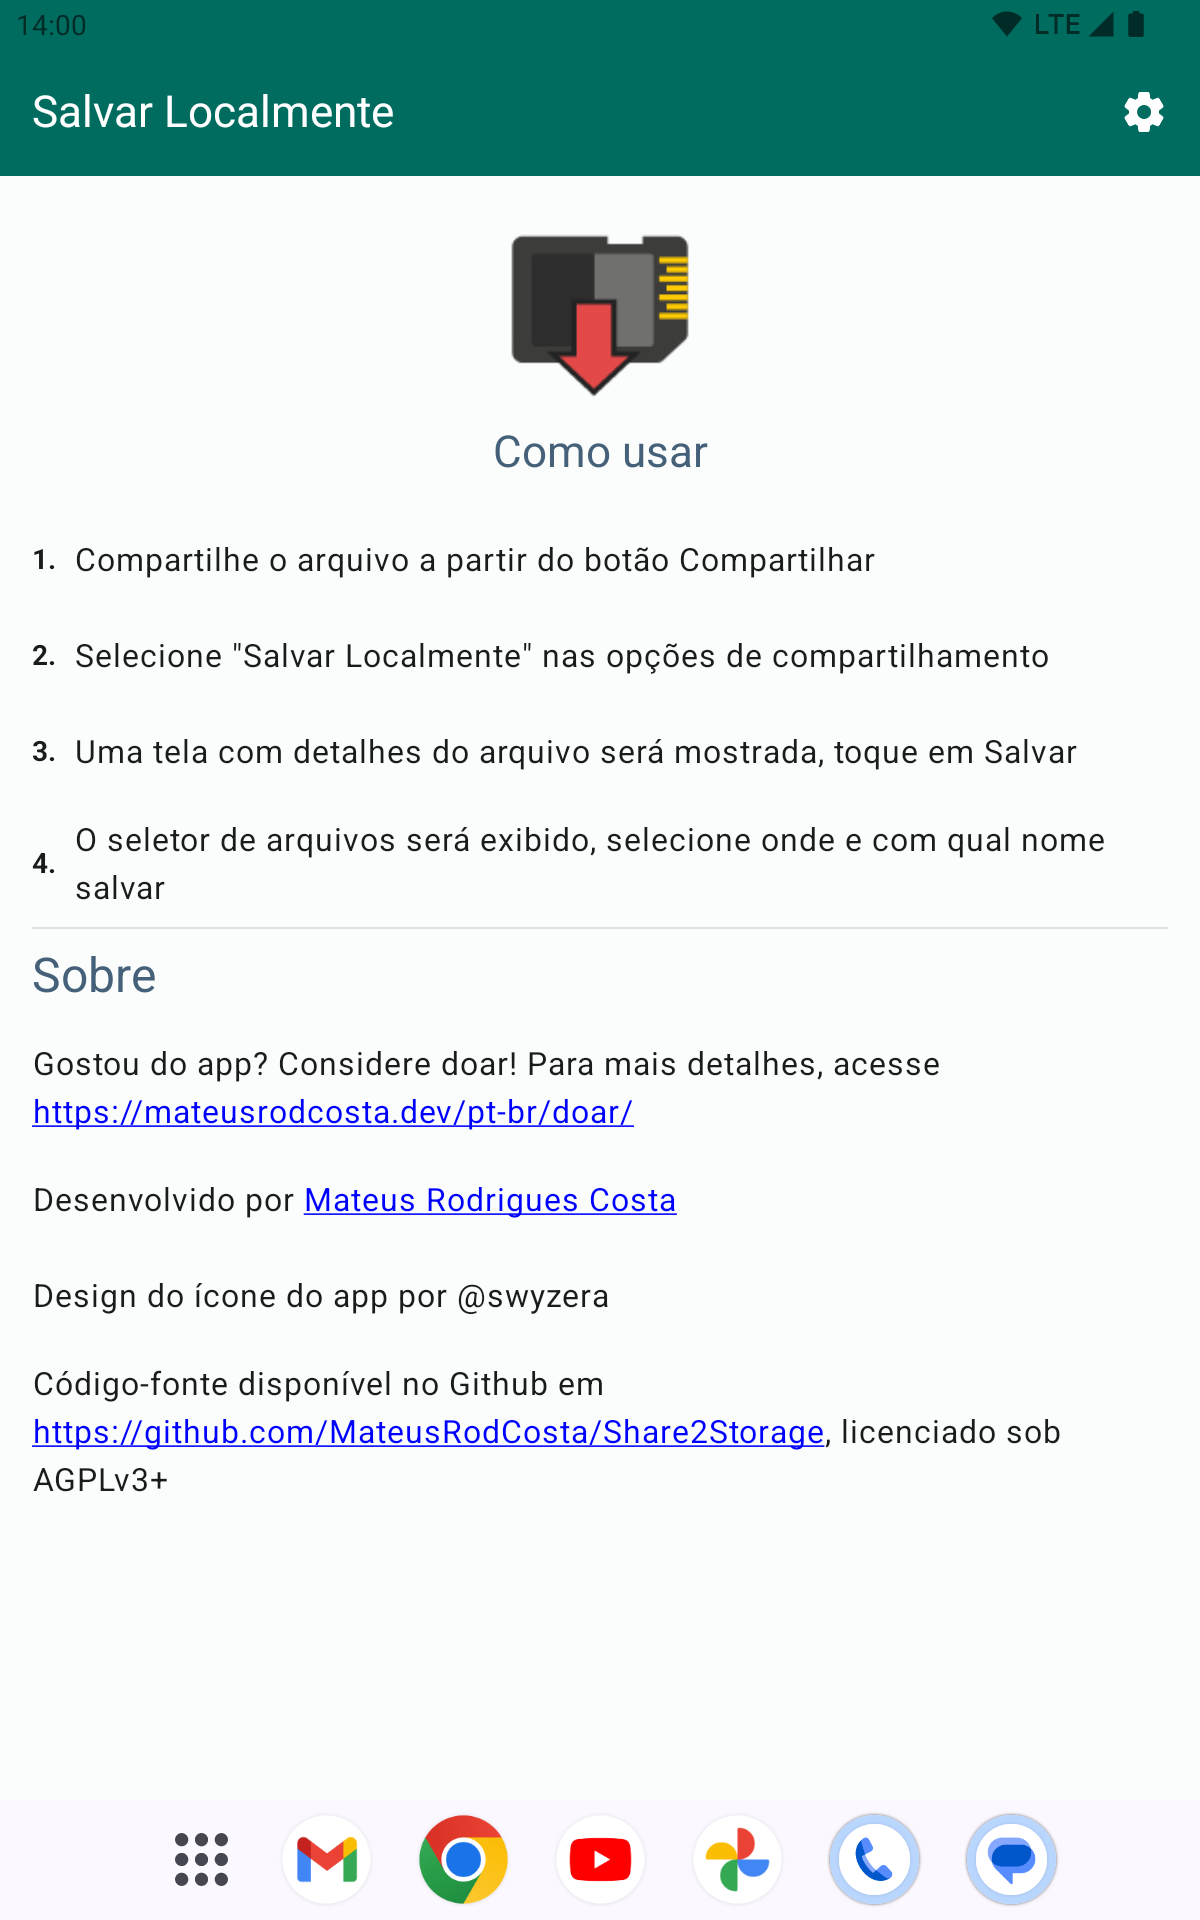 14:00
LTE
Salvar Localmente
Como usar
1. Compartilhe o arquivo a partir do botão Compartilhar
2. Selecione "Salvar Localmente" nas opções de compartilhamento
3. Uma tela com detalhes do arquivo será mostrada, toque em Salvar
4. O seletor de arquivos será exibido, selecione onde e com qual nome
salvar
Sobre
Gostou do app? Considere doar! Para mais detalhes, acesse
https://mateusrodcosta.dev/pt-br/doar/
Desenvolvido por Mateus Rodrigues Costa
Design do ícone do app por @swyzera
Código-fonte disponível no Github em
https://github.com/MateusRodCosta/Share2Storage, licenciado sob
AGPLv3+